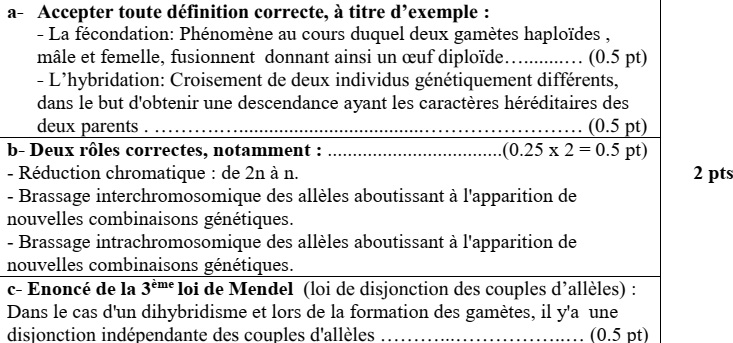 a- Accepter toute définition correcte, à titre d’exemple :
- La fécondation: Phénomène au cours duquel deux gamètes haploïdes ,
mâle et femelle, fusionnent donnant ainsi un œuf diploïde….........… (0.5 pt)
- L’hybridation: Croisement de deux individus génétiquement différents,
dans le but d'obtenir une descendance ayant les caractères héréditaires des
deux parents . ………….....................................................…………………… (0.5 pt)
b- Deux rôles correctes, notamment : ...................................(0.25 x 2 = 0.5 pt)
- Réduction chromatique : de 2n à n.
- Brassage interchromosomique des allèles aboutissant à l'apparition de
nouvelles combinaisons génétiques.
- Brassage intrachromosomique des allèles aboutissant à l'apparition de
nouvelles combinaisons génétiques.
c- Enoncé de la 3ème loi de Mendel (loi de disjonction des couples d’allèles) :
Dans le cas d'un dihybridisme et lors de la formation des gamètes, il y'a une
disjonction indépendante des couples d'allèles ………...……………..… (0.5 pt)
2 pts